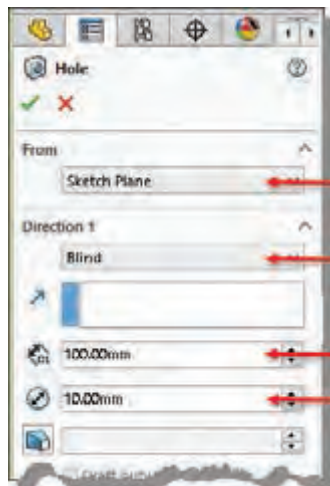 Hole
From
Sketch Plane
Direction 1
Blind
100.00mm
10.00mm